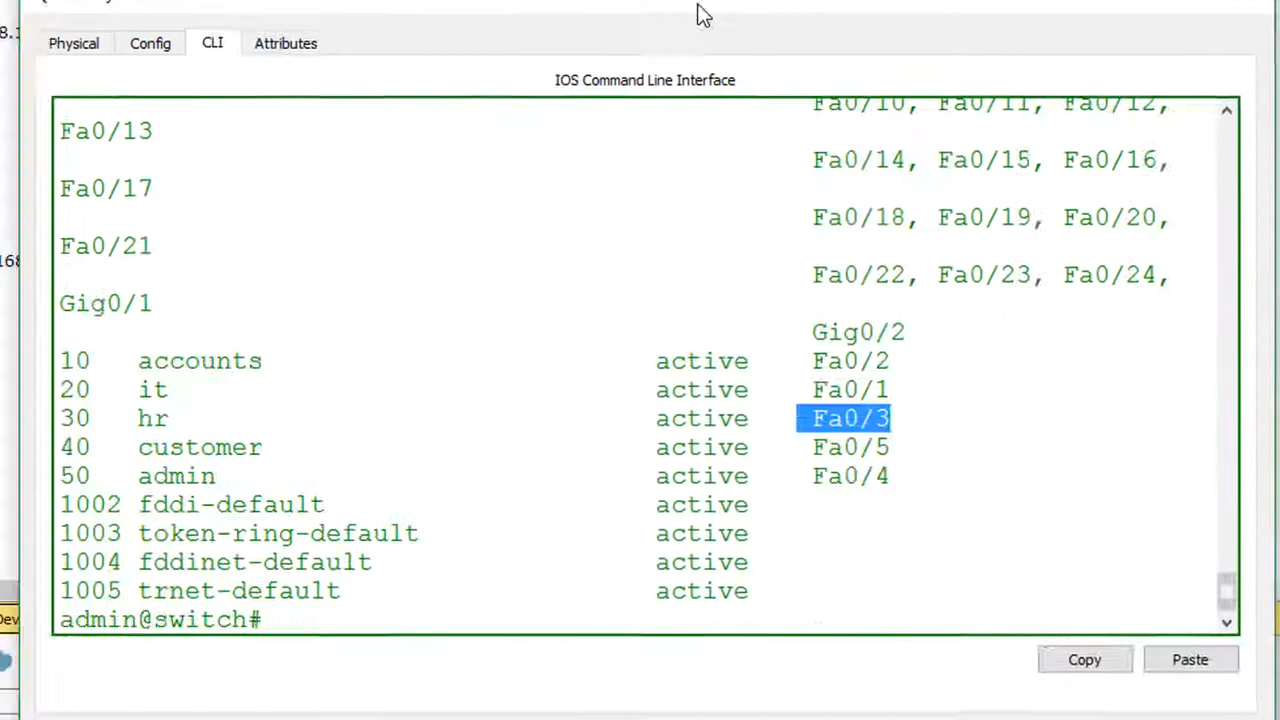 8.1
Physical Config CLI Attributes
IOS Command Line Interface
Fa0/10, Fa0/11, Fa0/12,
Fa0/13
Fa0/14, Fa0/15, Fa0/16,
Fa0/17
Fa0/18, Fa0/19, Fa0/20,
Fa0/21
Fa0/22, Fa0/23, Fa0/24,
Gig0/1
Gig0/2
10 accounts active Fa0/2
20 it active Fa0/1
30 hr active Fa0/3
40 customer active Fa0/5
50 admin active Fa0/4
1002 fddi-default active
1003 token-ring-default active
1004 fddinet-default active
1005 trnet-default active
admin@switch#
Copy Paste
168
Dev